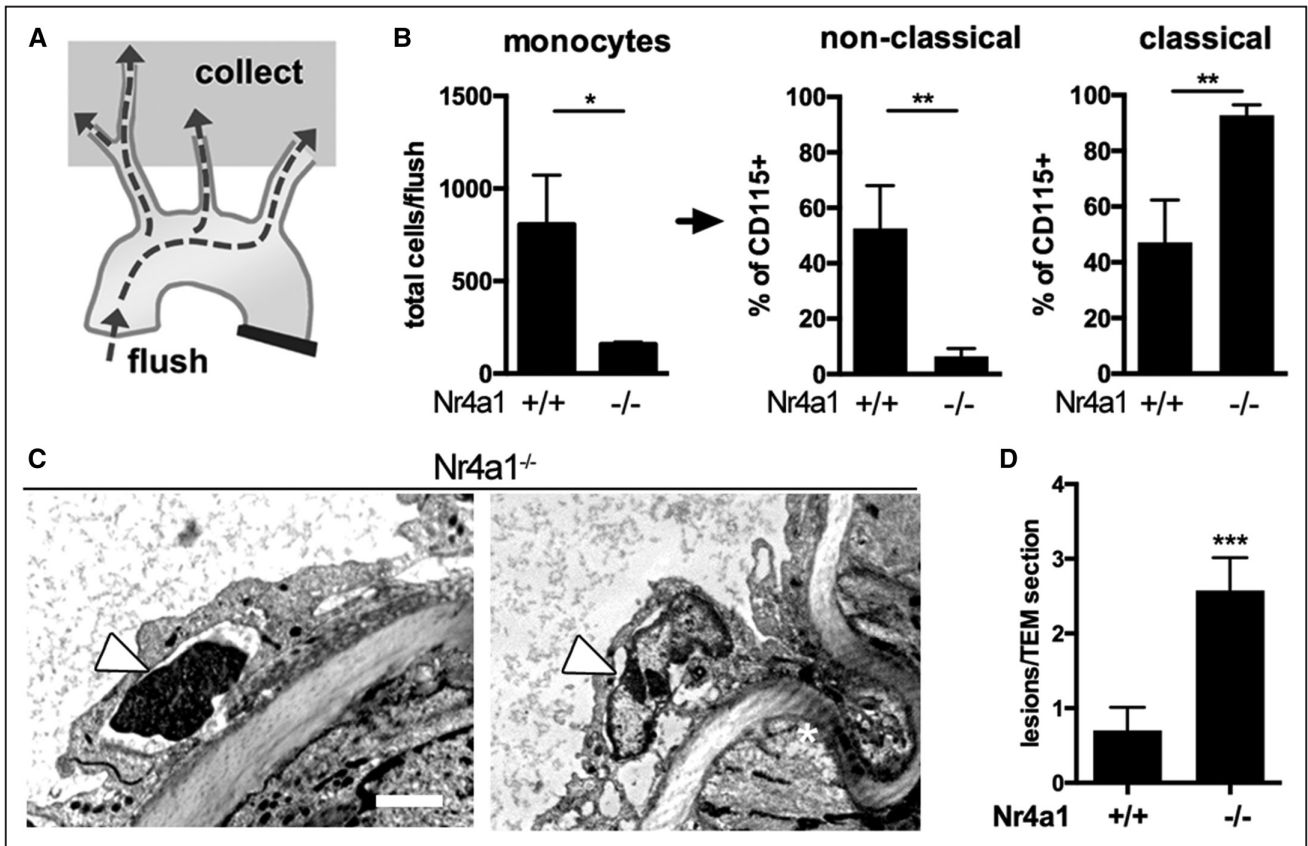 A
collect
flush
B
monocytes
total cells/flush
1500
1000
500
0
*
Nr4a1 +/+ -/-
non-classical
% of CD115+
100
80
60
40
20
0
**
Nr4a1 +/+ -/-
classical
% of CD115+
100
80
60
40
20
0
**
Nr4a1 +/+ -/-
C
Nr4a1-/-
*
D
lesions/TEM section
4
3
2
1
0
***
Nr4a1 +/+ -/-